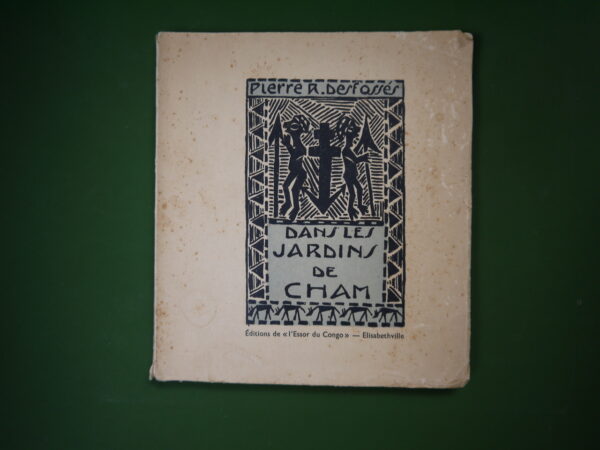 Pierre R. Desfossés
DANS LES
JARDINS
DE
CHAM
Éditions de « l'Essor du Congo » — Elisabethville